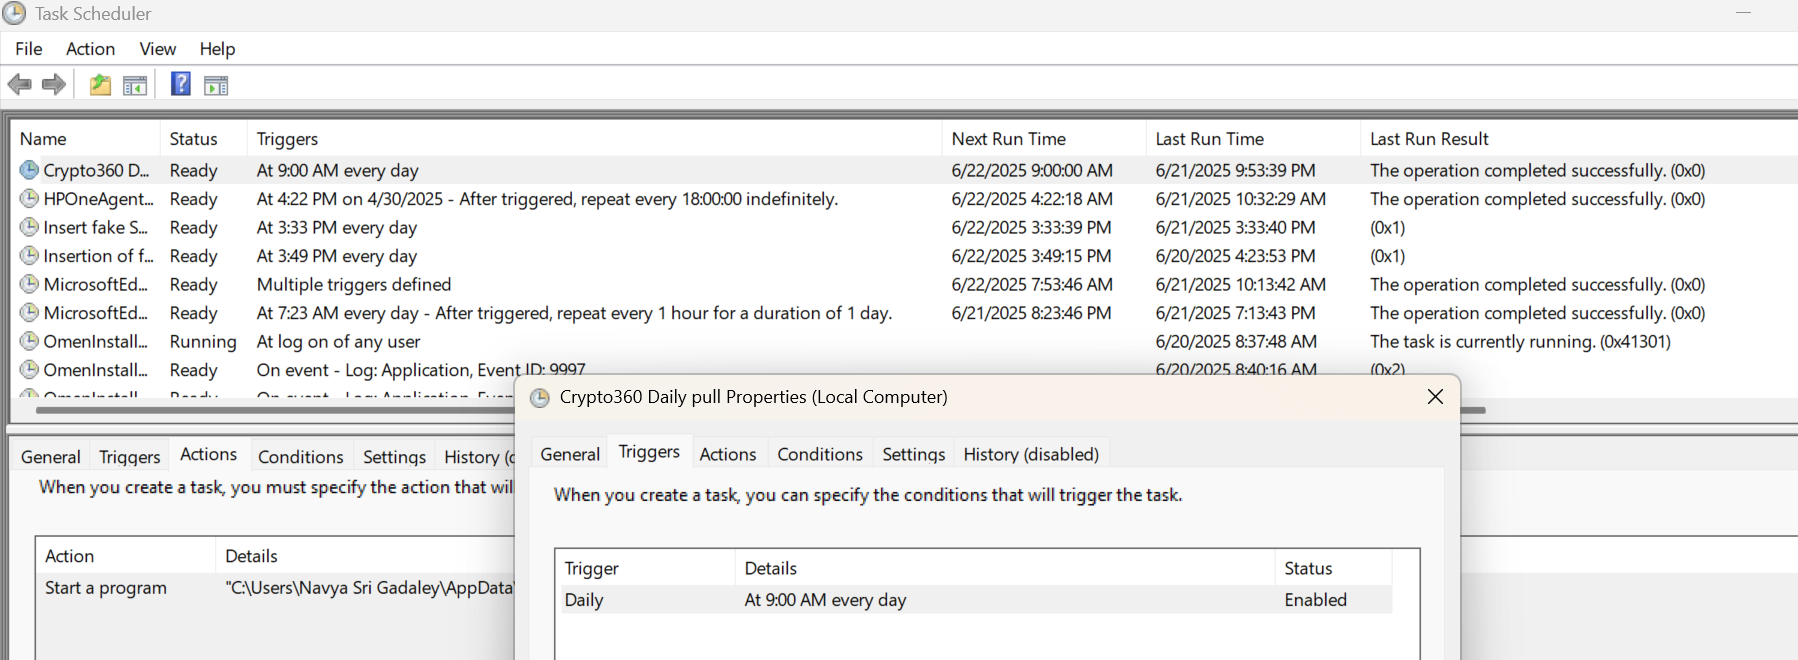 Task Scheduler
File Action View Help
Name Status Triggers Next Run Time Last Run Time Last Run Result
Crypto360 D... Ready At 9:00 AM every day 6/22/2025 9:00:00 AM 6/21/2025 9:53:39 PM The operation completed successfully. (0x0)
HPOneAgent... Ready At 4:22 PM on 4/30/2025 - After triggered, repeat every 18:00:00 indefinitely. 6/22/2025 4:22:18 AM 6/21/2025 10:32:29 AM The operation completed successfully. (0x0)
Insert fake S... Ready At 3:33 PM every day 6/22/2025 3:33:39 PM 6/21/2025 3:33:40 PM (0x1)
Insertion of f... Ready At 3:49 PM every day 6/22/2025 3:49:15 PM 6/20/2025 4:23:53 PM (0x1)
MicrosoftEd... Ready Multiple triggers defined 6/22/2025 7:53:46 AM 6/21/2025 10:13:42 AM The operation completed successfully. (0x0)
MicrosoftEd... Ready At 7:23 AM every day - After triggered, repeat every 1 hour for a duration of 1 day. 6/21/2025 8:23:46 PM 6/21/2025 7:13:43 PM The operation completed successfully. (0x0)
OmenInstall... Running At log on of any user 6/20/2025 8:37:48 AM The task is currently running. (0x41301)
OmenInstall... Ready On event - Log: Application, Event ID: 9997 6/20/2025 8:40:16 AM (0x2)
OmenInstall... Ready On event - Log: Application, Eve
General Triggers Actions Conditions Settings History (d
When you create a task, you must specify the action that wil
Action Details
Start a program "C:\Users\Navya Sri Gadaley\AppData\
Crypto360 Daily pull Properties (Local Computer)
General Triggers Actions Conditions Settings History (disabled)
When you create a task, you can specify the conditions that will trigger the task.
Trigger Details Status
Daily At 9:00 AM every day Enabled